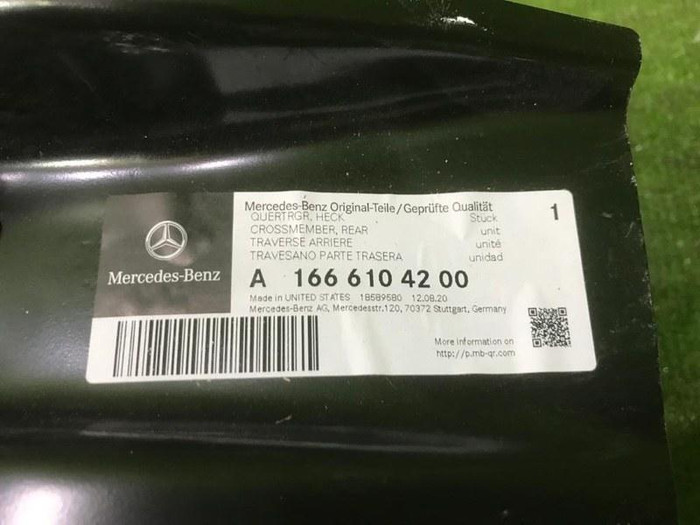 Mercedes-Benz
Mercedes-Benz Original-Teile/Geprüfte Qualität
QUERTRGR, HECK Stück 1
CROSSMEMBER, REAR unit
TRAVERSE ARRIERE unité
TRAVESANO PARTE TRASERA unidad
A 166 610 42 00
Made in UNITED STATES 18589580 12.08.20
Mercedes-Benz AG, Mercedesstr.120, 70372 Stuttgart, Germany
More information on
http://p.mb-qr.com